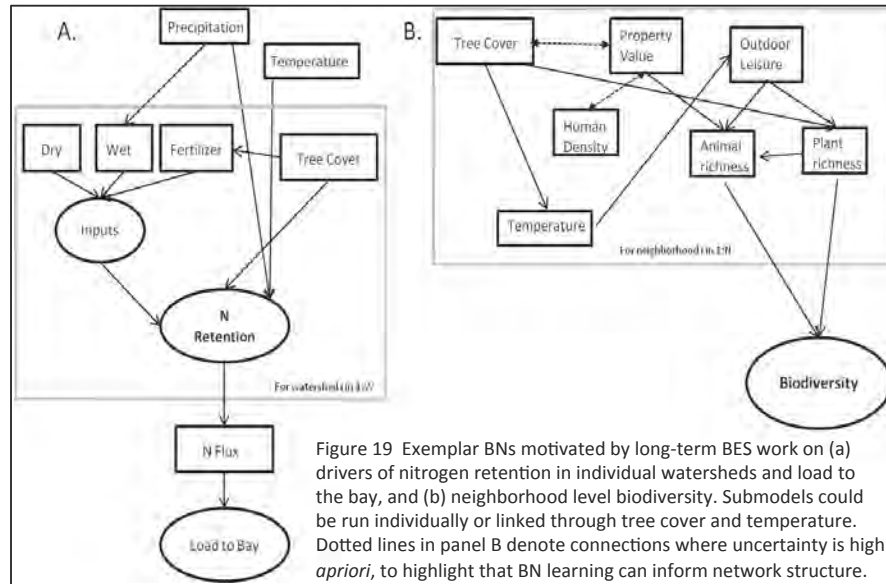 A.
Precipitation
Temperature
Dry
Wet
Fertilizer
Tree Cover
Inputs
N
Retention
For watershed i in 1:W
N Flux
Load to Bay
B.
Tree Cover
Property
Value
Outdoor
Leisure
Human
Density
Animal
richness
Plant
richness
Temperature
For neighborhood i in 1:N
Biodiversity
Figure 19 Exemplar BNs motivated by long-term BES work on (a)
drivers of nitrogen retention in individual watersheds and load to
the bay, and (b) neighborhood level biodiversity. Submodels could
be run individually or linked through tree cover and temperature.
Dotted lines in panel B denote connections where uncertainty is high
apriori, to highlight that BN learning can inform network structure.